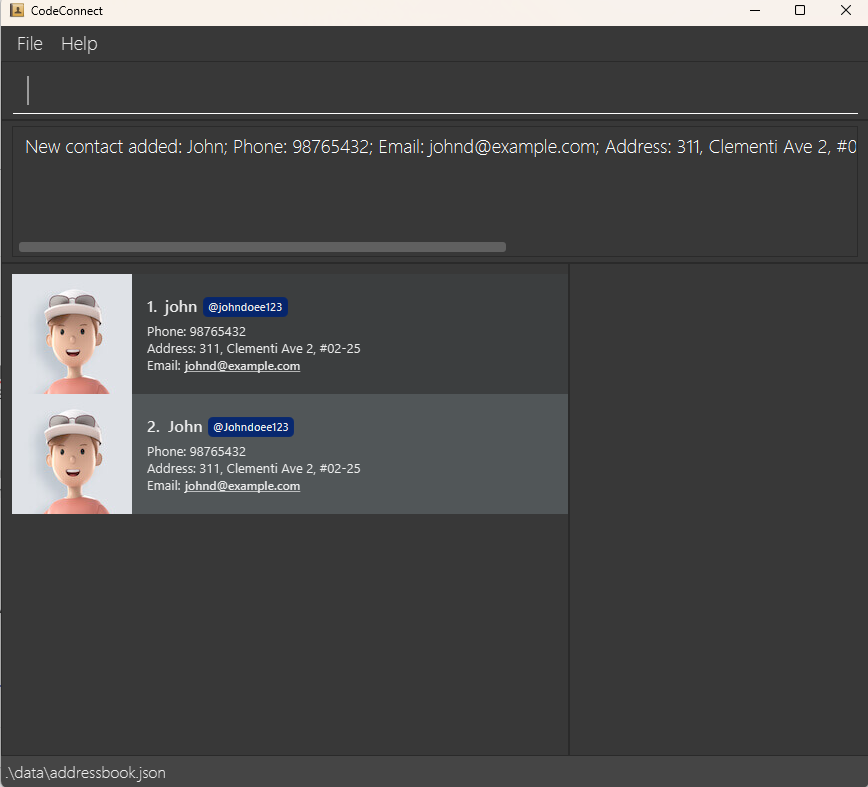 CodeConnect
File Help
New contact added: John; Phone: 98765432; Email: johnd@example.com; Address: 311, Clementi Ave 2, #0
1. john @johndoee123
Phone: 98765432
Address: 311, Clementi Ave 2, #02-25
Email: johnd@example.com
2. John @Johndoee123
Phone: 98765432
Address: 311, Clementi Ave 2, #02-25
Email: johnd@example.com
.\data\addressbook.json